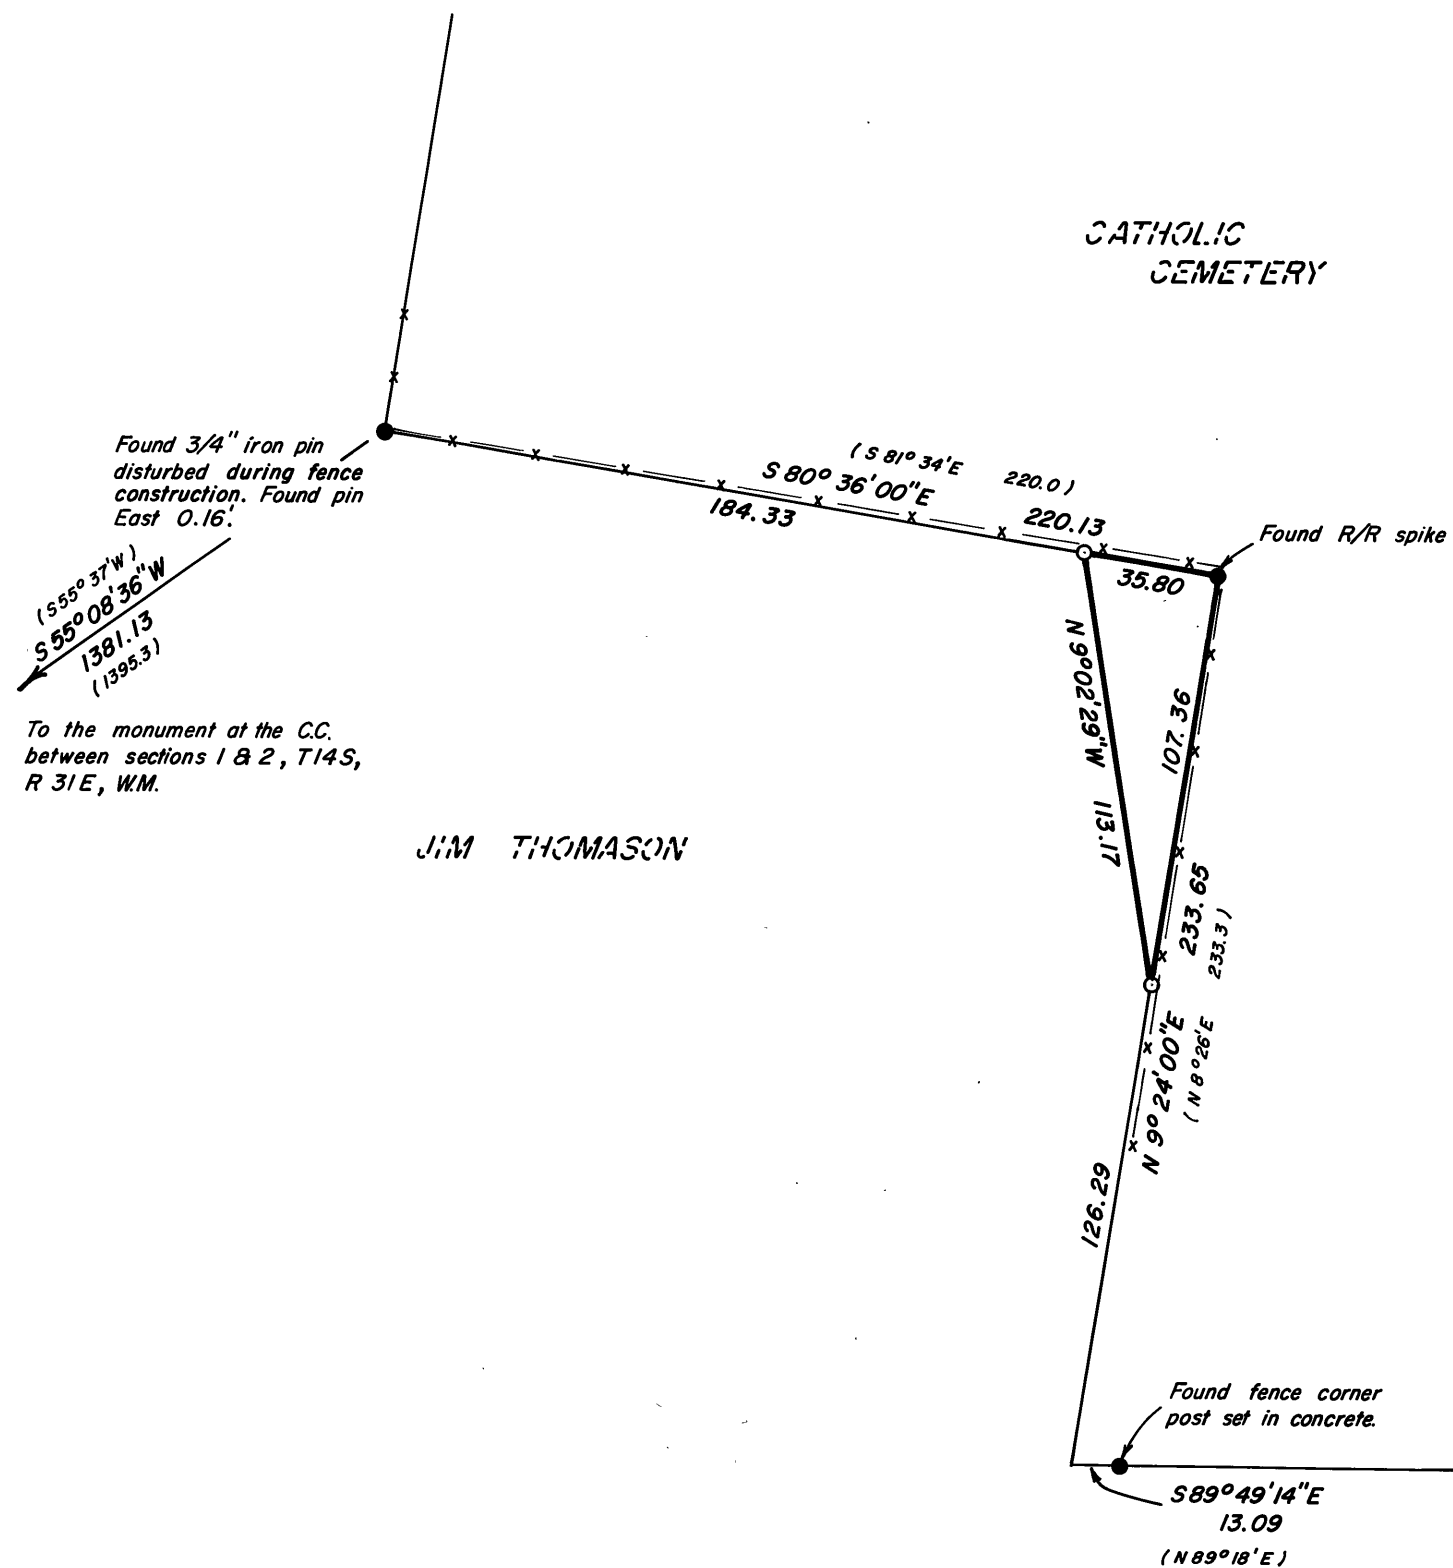 CATHOLIC
CEMETERY
Found 3/4" iron pin
disturbed during fence
construction. Found pin
East 0.16'.
(S 81° 34'E 220.0)
S 80° 36'00"E
184.33
220.13
Found R/R spike
35.80
(S55° 37'W)
S 55° 08'36" W
1381.13
(1395.3)
N 9° 02'29"W 113.17
107.36
To the monument at the C.C.
between sections 1 & 2, T14S,
R 31E, W.M.
JIM THOMASON
233.65
233.3)
N 9° 24'00"E
(N 8° 26'E
126.29
Found fence corner
post set in concrete.
S 89° 49'14"E
13.09
(N 89° 18'E)